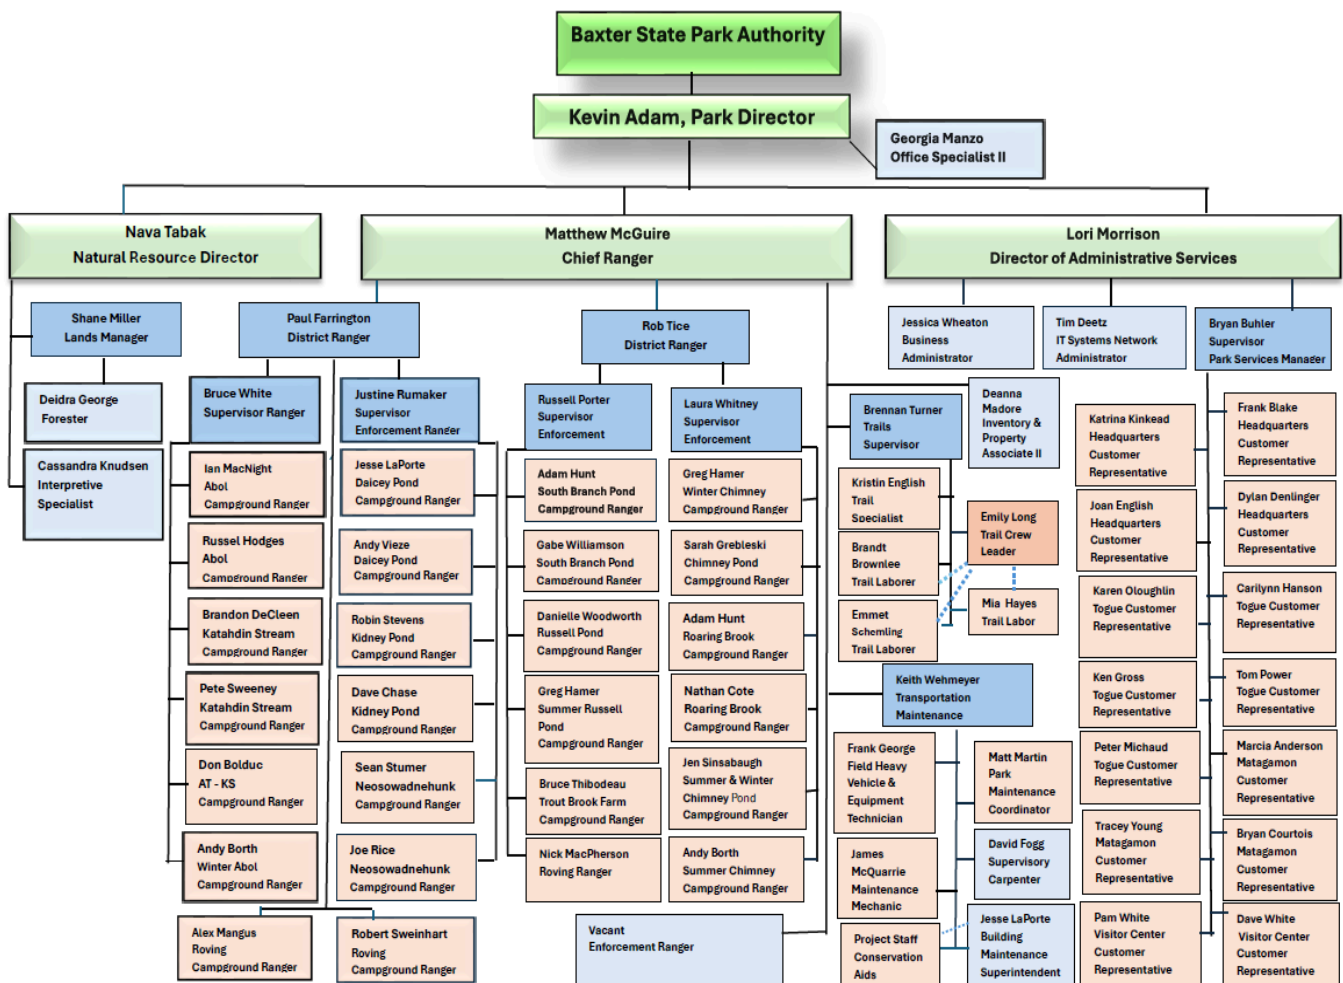 Baxter State Park Authority
Kevin Adam, Park Director
Georgia Manzo
Office Specialist II
Nava Tabak
Natural Resource Director
Matthew McGuire
Chief Ranger
Lori Morrison
Director of Administrative Services
Shane Miller
Lands Manager
Deidra George
Forester
Cassandra Knudsen
Interpretive
Specialist
Paul Farrington
District Ranger
Bruce White
Supervisor Ranger
Ian MacNight
Abol
Campground Ranger
Russel Hodges
Abol
Campground Ranger
Brandon DeCleen
Katahdin Stream
Campground Ranger
Pete Sweeney
Katahdin Stream
Campground Ranger
Don Bolduc
AT - KS
Campground Ranger
Andy Borth
Winter Abol
Campground Ranger
Alex Mangus
Roving
Campground Ranger
Justine Rumaker
Supervisor
Enforcement Ranger
Jesse LaPorte
Daicey Pond
Campground Ranger
Andy Vieze
Daicey Pond
Campground Ranger
Robin Stevens
Kidney Pond
Campground Ranger
Dave Chase
Kidney Pond
Campground Ranger
Sean Stumer
Neosowadnehunk
Campground Ranger
Joe Rice
Neosowadnehunk
Campground Ranger
Robert Sweinhart
Roving
Campground Ranger
Rob Tice
District Ranger
Russell Porter
Supervisor
Enforcement
Adam Hunt
South Branch Pond
Campground Ranger
Gabe Williamson
South Branch Pond
Campground Ranger
Danielle Woodworth
Russell Pond
Campground Ranger
Greg Hamer
Summer Russell
Pond
Campground Ranger
Bruce Thibodeau
Trout Brook Farm
Campground Ranger
Nick MacPherson
Roving Ranger
Laura Whitney
Supervisor
Enforcement
Greg Hamer
Winter Chimney
Campground Ranger
Sarah Grebleski
Chimney Pond
Campground Ranger
Adam Hunt
Roaring Brook
Campground Ranger
Nathan Cote
Roaring Brook
Campground Ranger
Jen Sinsabaugh
Summer & Winter
Chimney Pond
Campground Ranger
Andy Borth
Summer Chimney
Campground Ranger
Vacant
Enforcement Ranger
Jessica Wheaton
Business
Administrator
Tim Deetz
IT Systems Network
Administrator
Bryan Buhler
Supervisor
Park Services Manager
Brennan Turner
Trails
Supervisor
Deanna
Madore
Inventory &
Property
Associate II
Kristin English
Trail
Specialist
Brandt
Brownlee
Trail Laborer
Emmet
Schemling
Trail Laborer
Emily Long
Trail Crew
Leader
Mia Hayes
Trail Labor
Keith Wehmeyer
Transportation
Maintenance
Frank George
Field Heavy
Vehicle &
Equipment
Technician
James
McQuarrie
Maintenance
Mechanic
Project Staff
Conservation
Aids
Matt Martin
Park
Maintenance
Coordinator
David Fogg
Supervisory
Carpenter
Jesse LaPorte
Building
Maintenance
Superintendent
Katrina Kinkead
Headquarters
Customer
Representative
Joan English
Headquarters
Customer
Representative
Karen Oloughlin
Togue Customer
Representative
Ken Gross
Togue Customer
Representative
Peter Michaud
Togue Customer
Representative
Tracey Young
Matagamon
Customer
Representative
Pam White
Visitor Center
Customer
Representative
Frank Blake
Headquarters
Customer
Representative
Dylan Denlinger
Headquarters
Customer
Representative
Carilynn Hanson
Togue Customer
Representative
Tom Power
Togue Customer
Representative
Marcia Anderson
Matagamon
Customer
Representative
Bryan Courtois
Matagamon
Customer
Representative
Dave White
Visitor Center
Customer
Representative